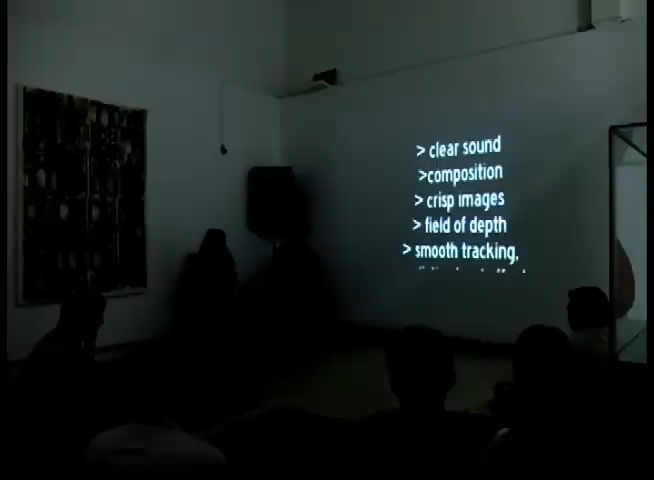 > clear sound
>composition
> crisp images
> field of depth
> smooth tracking,